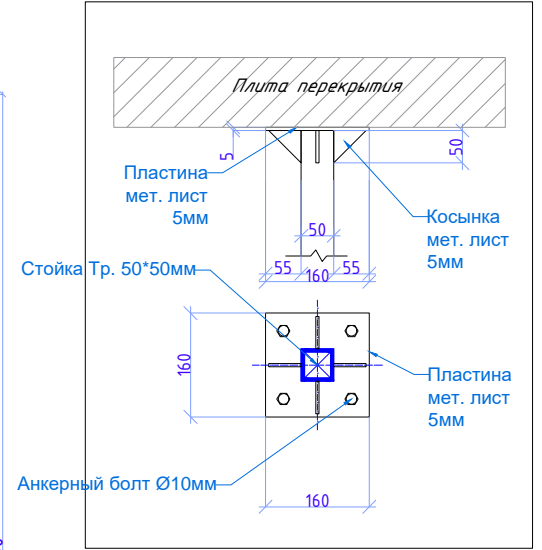 Плита перекрытия
5
50
Пластина
мет. лист
5мм
Косынка
мет. лист
5мм
50
Стойка Тр. 50*50мм
55
160
55
160
Пластина
мет. лист
5мм
Анкерный болт Ø10мм
160